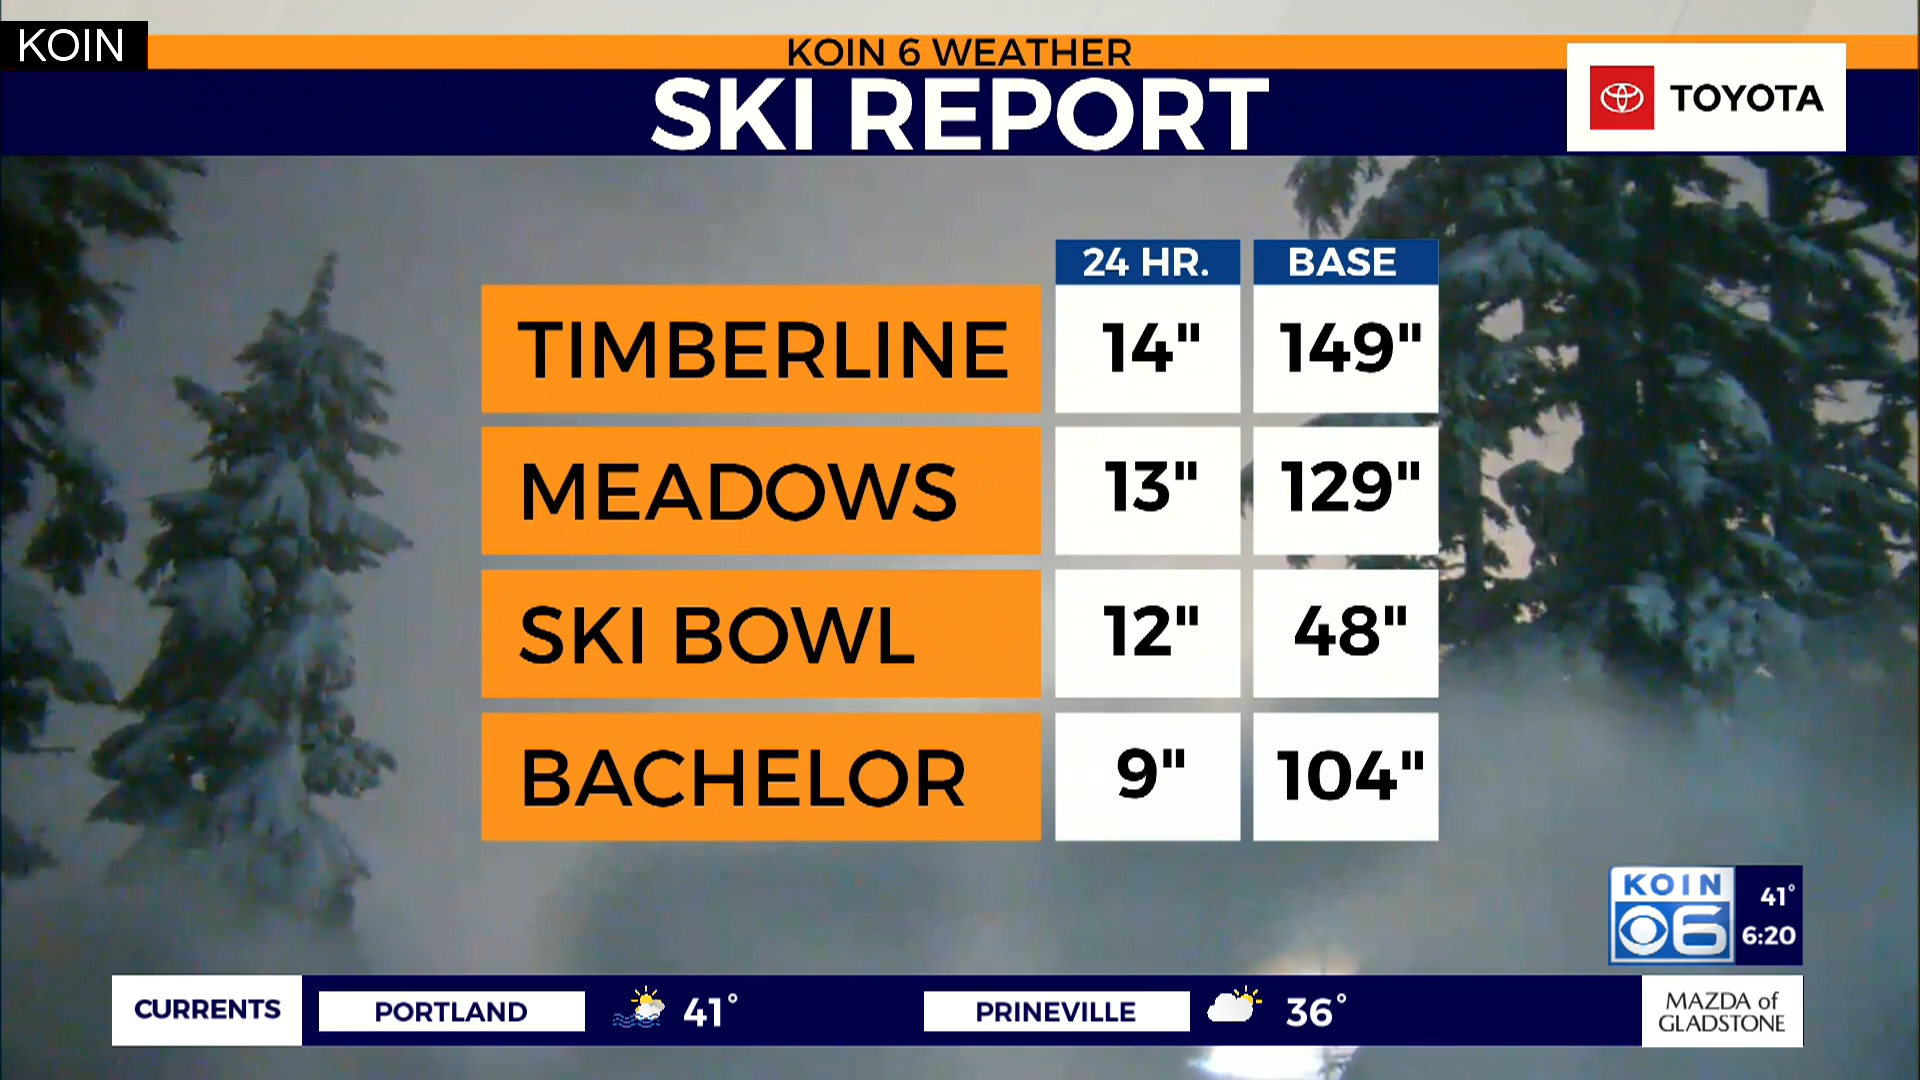 KOIN
KOIN 6 WEATHER
SKI REPORT
TOYOTA
24 HR. BASE
TIMBERLINE 14" 149"
MEADOWS 13" 129"
SKI BOWL 12" 48"
BACHELOR 9" 104"
KOIN
6
41°
6:20
CURRENTS PORTLAND 41° PRINEVILLE 36°
MAZDA of
GLADSTONE